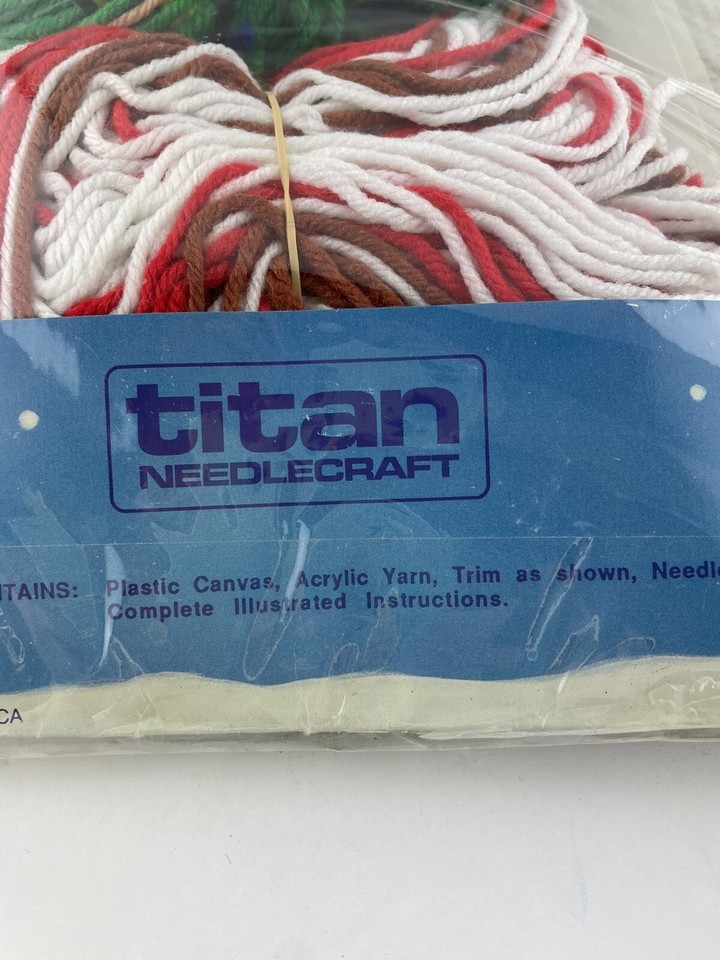 titan
NEEDLECRAFT
TAINS: Plastic Canvas, Acrylic Yarn, Trim as shown, Needl
Complete Illustrated Instructions.
CA